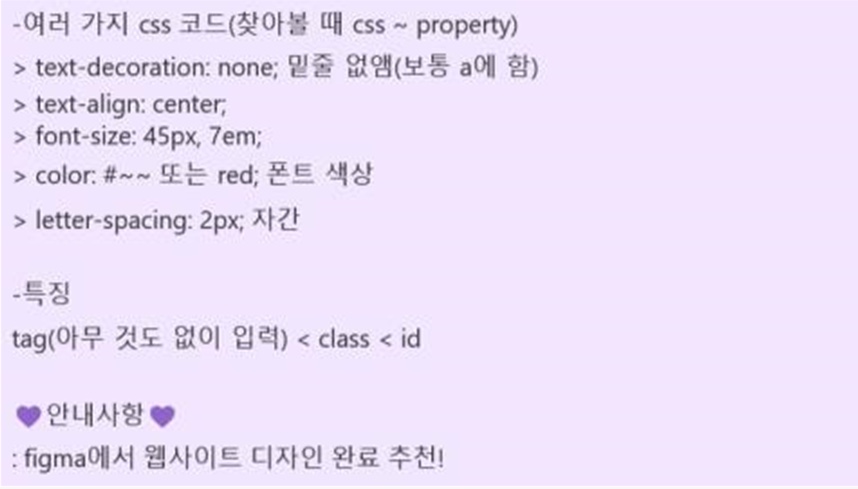 -여러 가지 css 코드(찾아볼 때 css ~ property)
> text-decoration: none; 밑줄 없앰(보통 a에 함)
> text-align: center;
> font-size: 45px, 7em;
> color: #~~ 또는 red; 폰트 색상
> letter-spacing: 2px; 자간
-특징
tag(아무 것도 없이 입력) < class < id
💜안내사항💜
: figma에서 웹사이트 디자인 완료 추천!